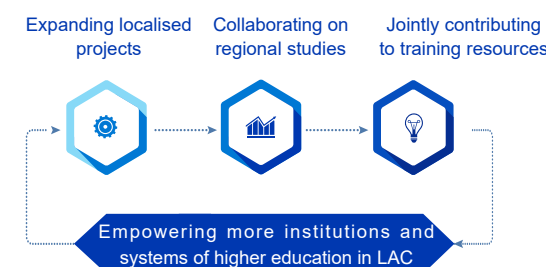 Expanding localised
projects
Collaborating on
regional studies
Jointly contributing
to training resources
Empowering more institutions and
systems of higher education in LAC